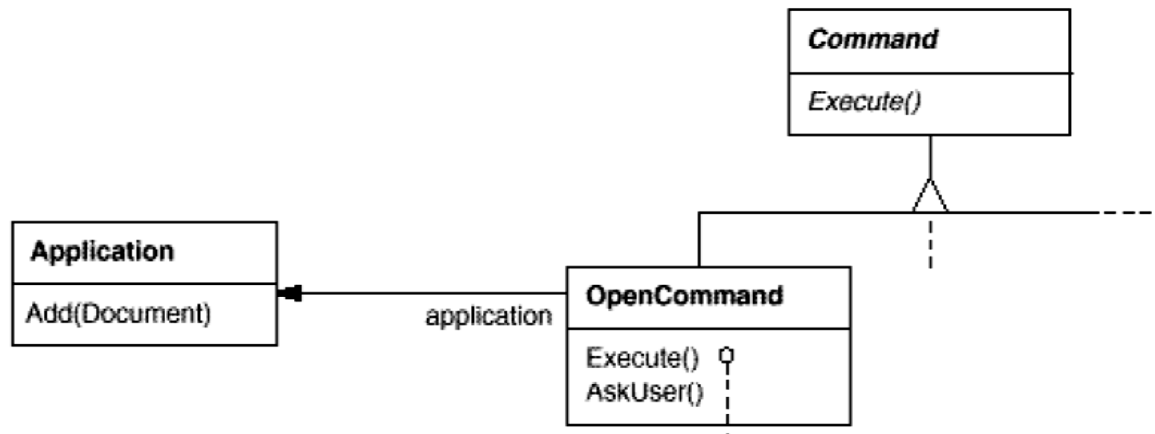 Command
Execute()
Application
Add(Document)
application
OpenCommand
Execute()
AskUser()